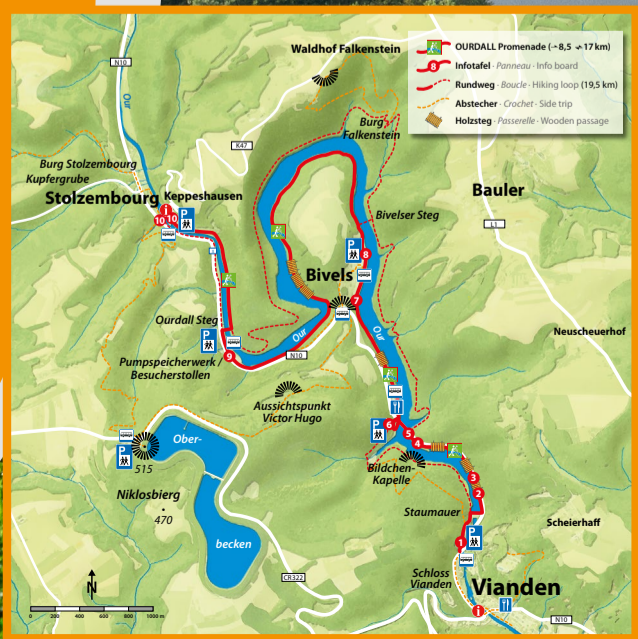 OURDALL Promenade (→8,5 ↝17 km)
8 Infotafel · Panneau · Info board
Rundweg · Boucle · Hiking loop (19,5 km)
Abstecher · Crochet · Side trip
Holzsteg · Passerelle · Wooden passage
Waldhof Falkenstein
N10
Our
K47
Burg
Falkenstein
Burg Stolzembourg
Kupfergrube
Stolzembourg
Keppeshausen
i
10 10
P
Bauler
L1
Bivelser Steg
P
8
Bivels
7
Ourdall Steg
P
Our
Our
Neuscheuerhof
9
N10
Pumpspeicherwerk /
Besucherstollen
Aussichtspunkt
Victor Hugo
6
P
5
4
Ober-
P
515
Bildchen-
Kapelle
3
2
Niklosbierg
470
Staumauer
Scheierhaff
becken
1
P
Schloss
Vianden
CR322
Vianden
i
N10
N
0 200 400 600 800 1000 m